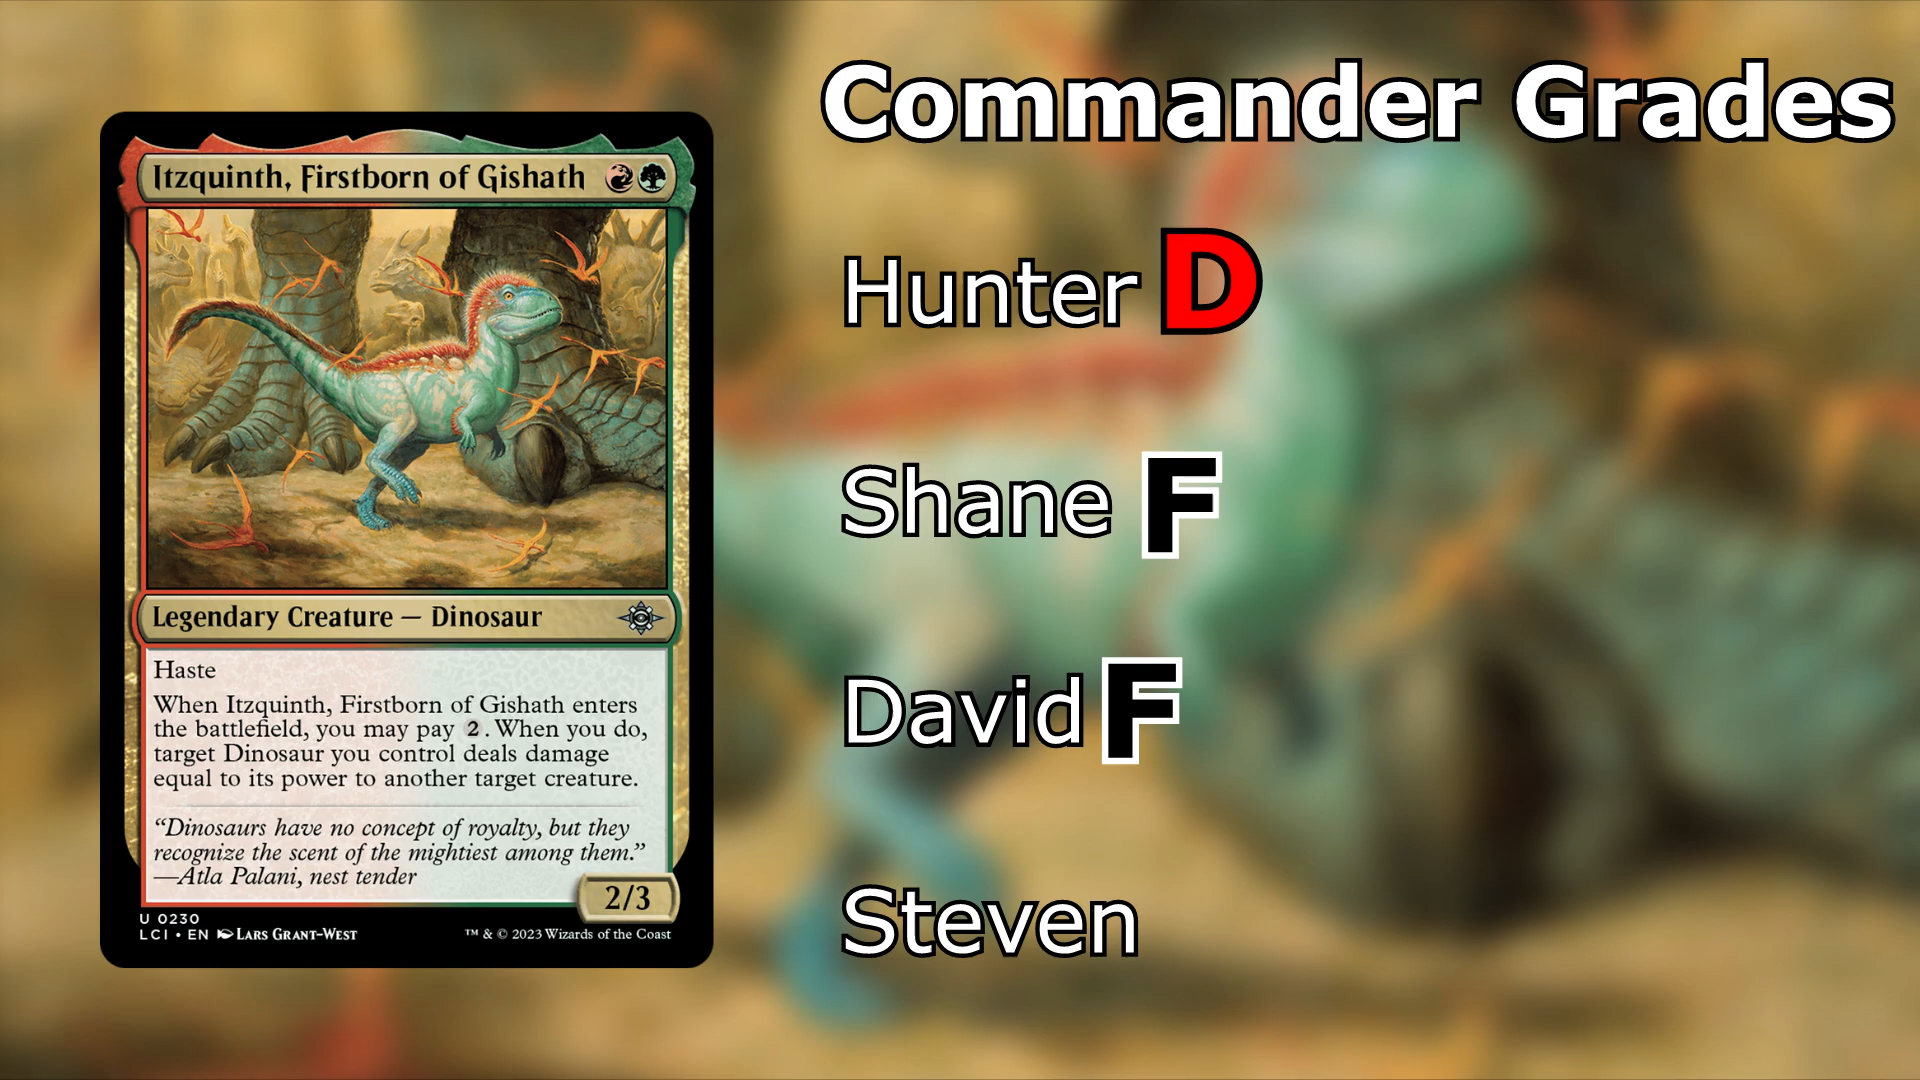 Commander Grades
Itzquinth, Firstborn of Gishath
Legendary Creature — Dinosaur
Haste
When Itzquinth, Firstborn of Gishath enters
the battlefield, you may pay 2. When you do,
target Dinosaur you control deals damage
equal to its power to another target creature.
“Dinosaurs have no concept of royalty, but they
recognize the scent of the mightiest among them.”
—Atla Palani, nest tender
2/3
U 0230
LCI • EN Lars Grant-West
™ & © 2023 Wizards of the Coast
Hunter D
Shane F
David F
Steven